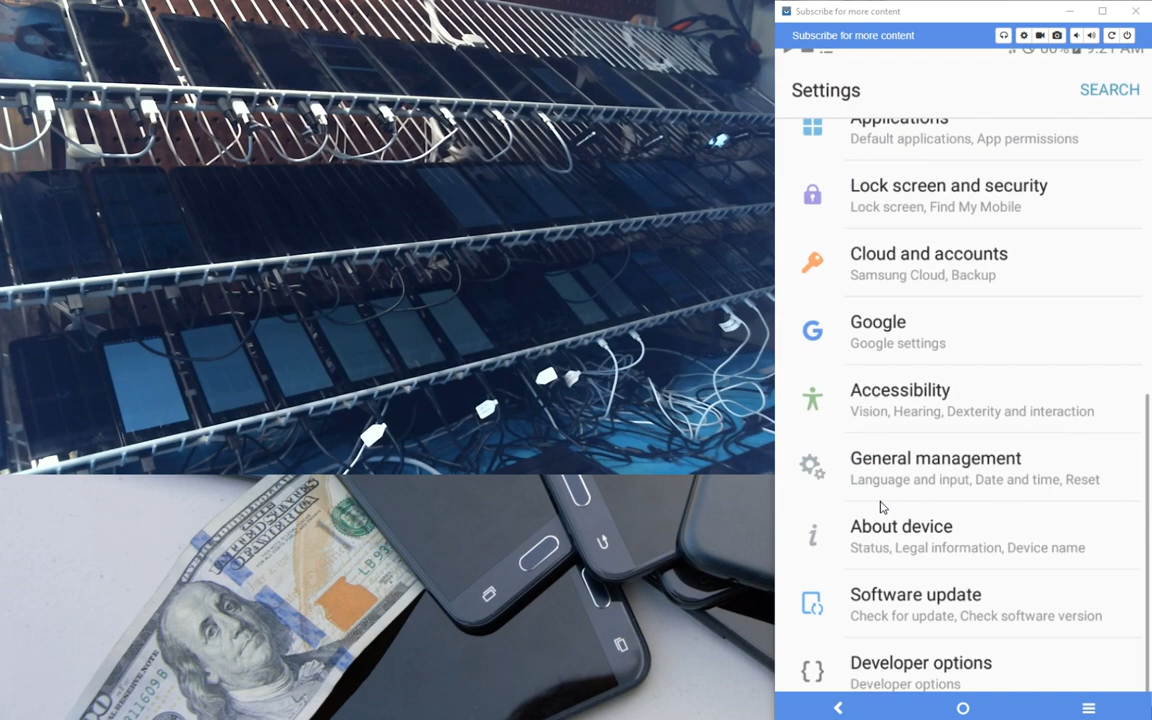 Subscribe for more content
Subscribe for more content
9:21 AM
Settings
SEARCH
Applications
Default applications, App permissions
Lock screen and security
Lock screen, Find My Mobile
Cloud and accounts
Samsung Cloud, Backup
Google
Google settings
Accessibility
Vision, Hearing, Dexterity and interaction
General management
Language and input, Date and time, Reset
About device
Status, Legal information, Device name
Software update
Check for update, Check software version
Developer options
Developer options